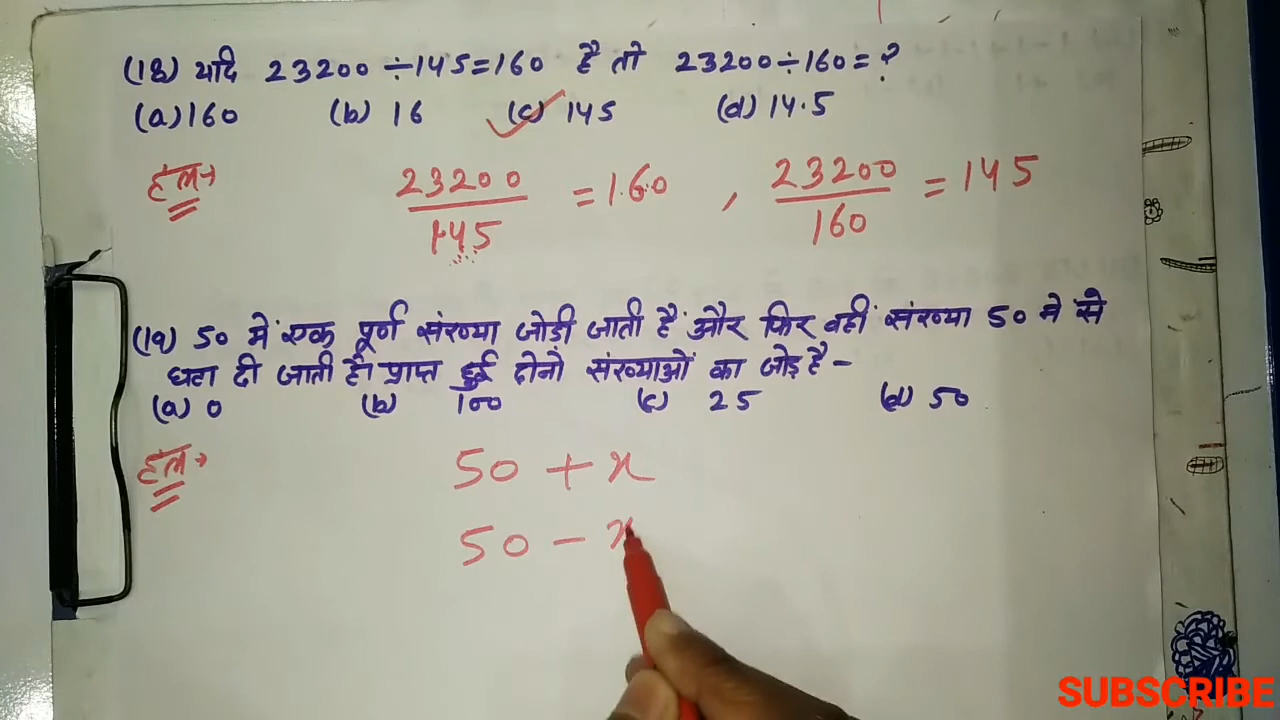 (18) यदि 23200 ÷ 145 = 160 है तो 23200 ÷ 160 = ?
(a) 160 (b) 16 (c) 145 (d) 14.5
हल→ 23200/145 = 160 , 23200/160 = 145
(19) 50 में एक पूर्ण संख्या जोडी जाती है और फिर वही संख्या 50 मे से
घटा दी जाती है। प्राप्त हुई दोनो संख्याओं का जोड़ है -
(a) 0 (b) 100 (c) 25 (d) 50
हल→ 50 + x
50 - x
SUBSCRIBE